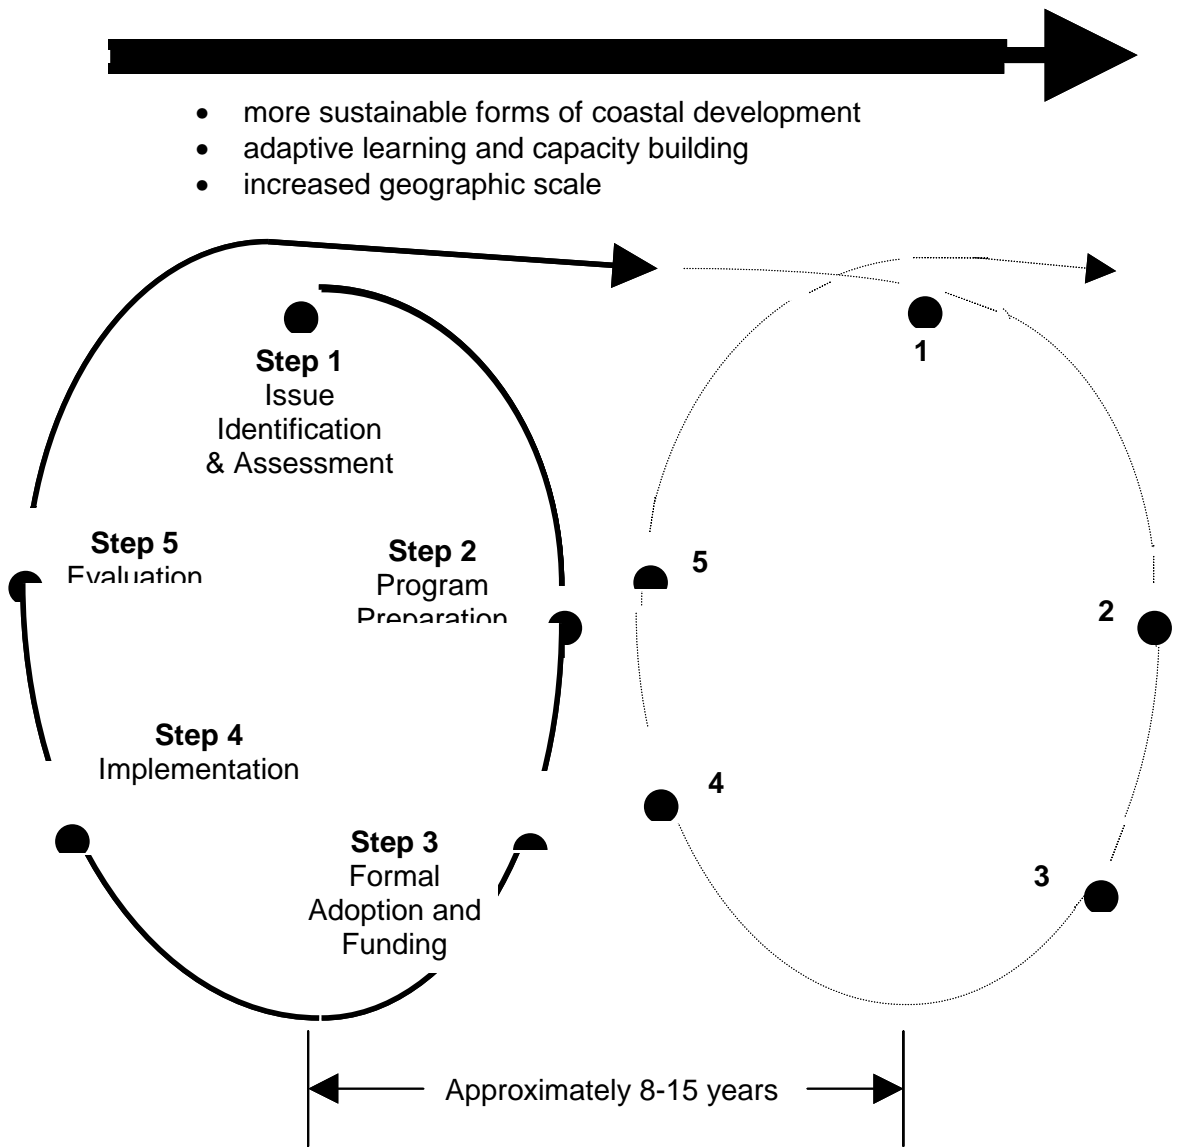 • more sustainable forms of coastal development
• adaptive learning and capacity building
• increased geographic scale
Step 1
Issue
Identification
& Assessment
Step 2
Program
Preparation
Step 3
Formal
Adoption and
Funding
Step 4
Implementation
Step 5
Evaluation
1
2
3
4
5
Approximately 8-15 years